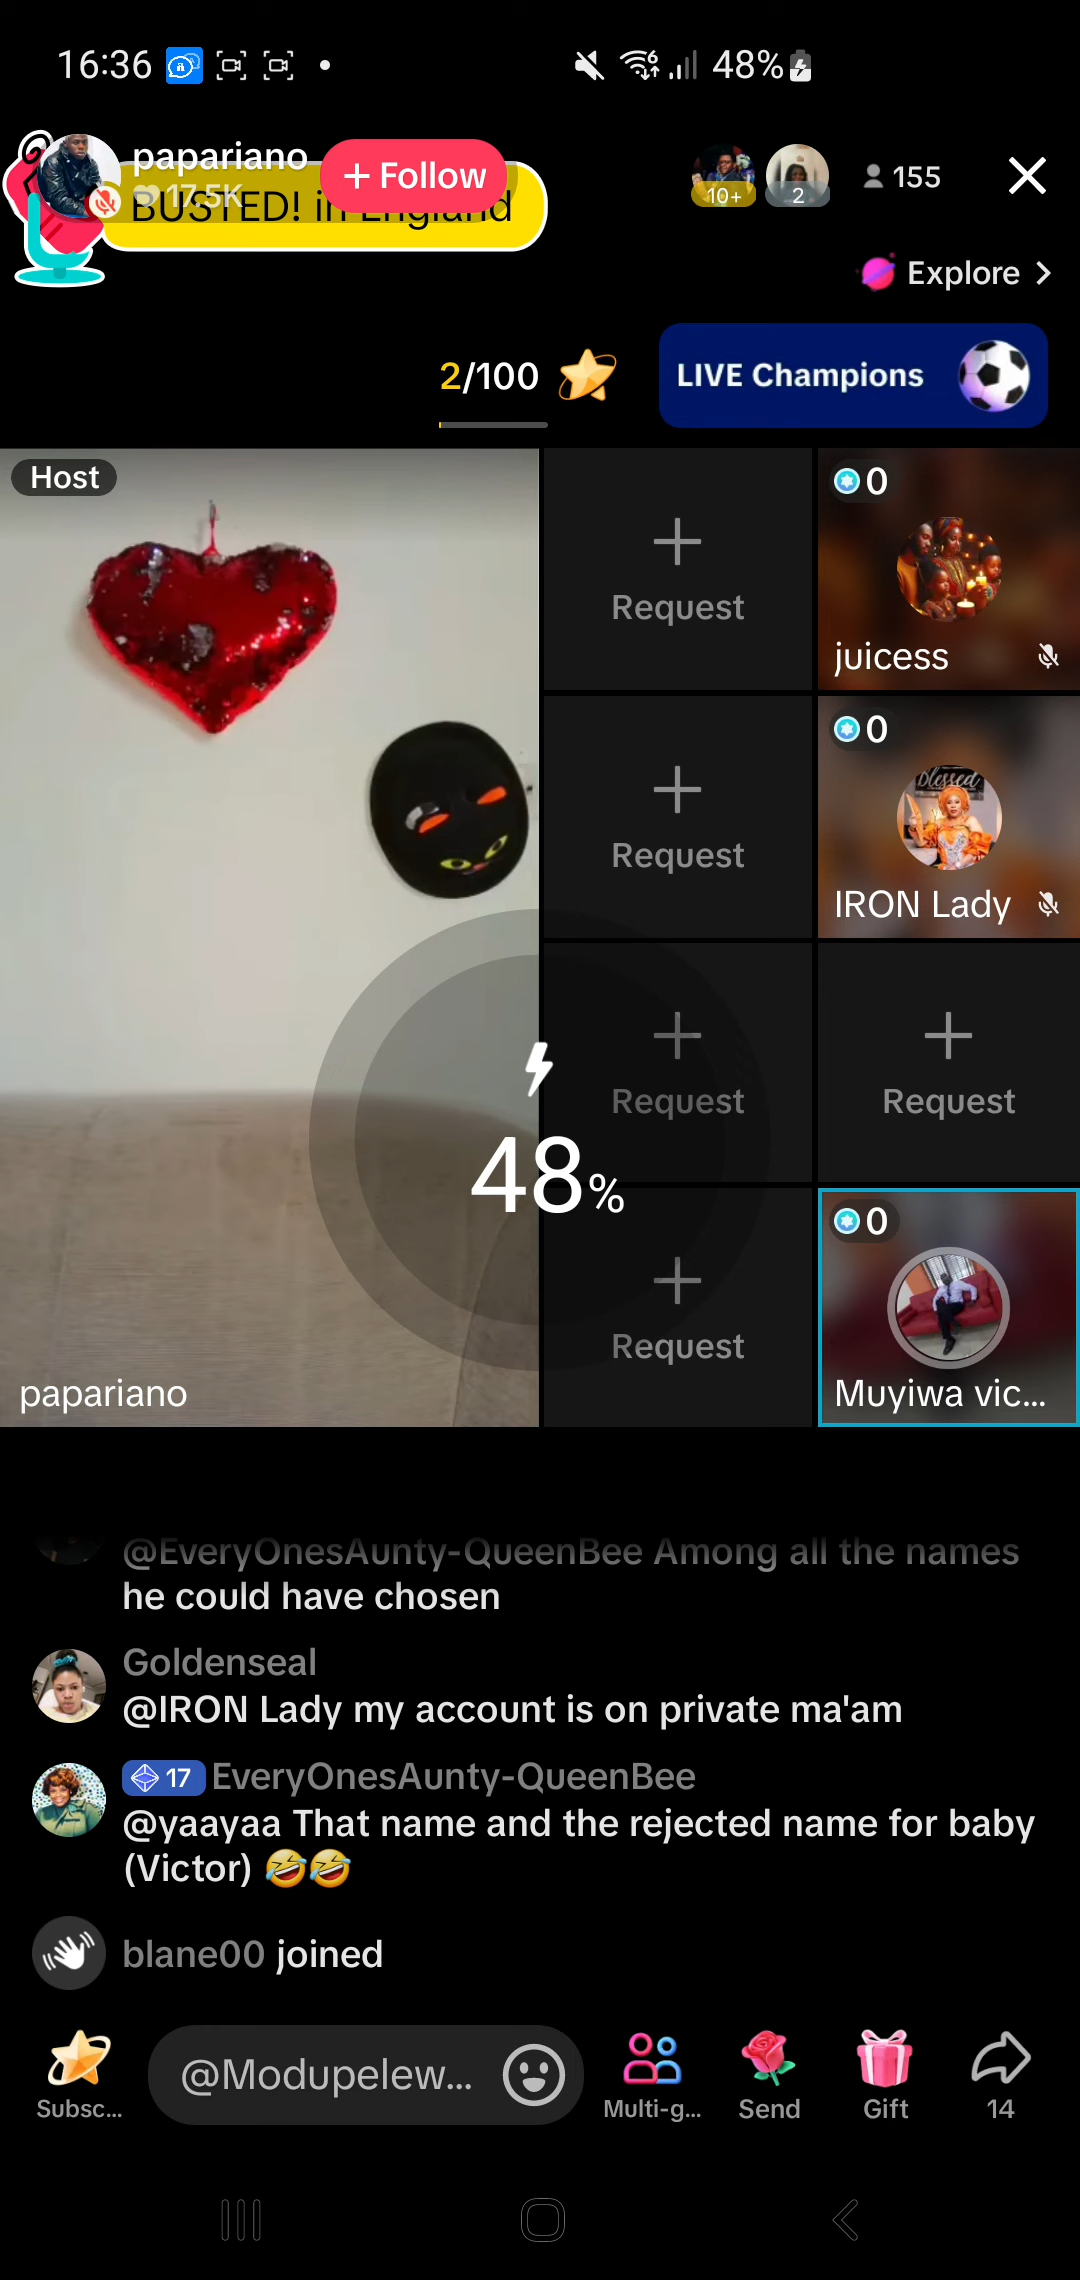 16:36
48%
papariano
17.5K
+ Follow
BUSTED! in England
10+
2
155
Explore >
2/100
LIVE Champions
Host
Request
0
juicess
Request
0
IRON Lady
Blessed
Request
Request
48%
Request
0
Muyiwa vic...
papariano
@EveryOnesAunty-QueenBee Among all the names
he could have chosen
Goldenseal
@IRON Lady my account is on private ma'am
17 EveryOnesAunty-QueenBee
@yaayaa That name and the rejected name for baby
(Victor) 🤣🤣
blane00 joined
Subsc...
@Modupelew...
Multi-g...
Send
Gift
14